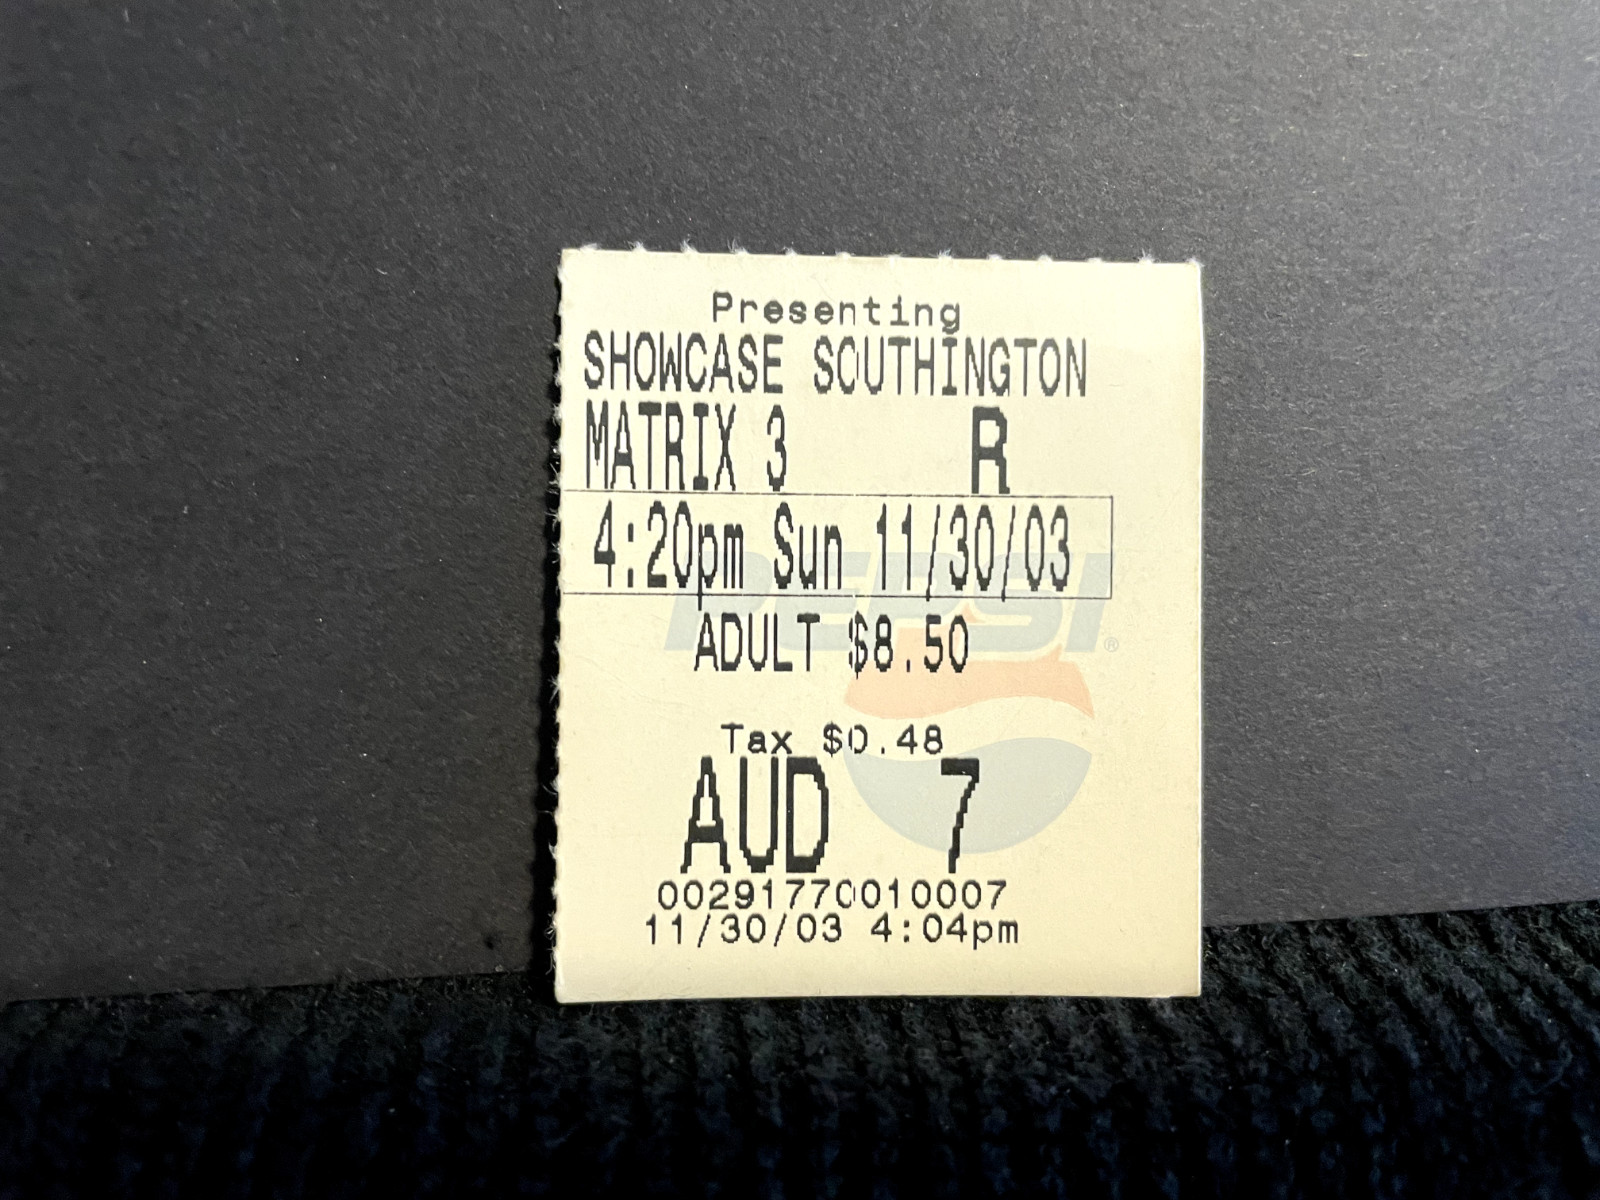 Presenting
SHOWCASE SOUTHINGTON
MATRIX 3 R
4:20pm Sun 11/30/03
PEPSI®
ADULT $8.50
Tax $0.48
AUD 7
00291770010007
11/30/03 4:04pm